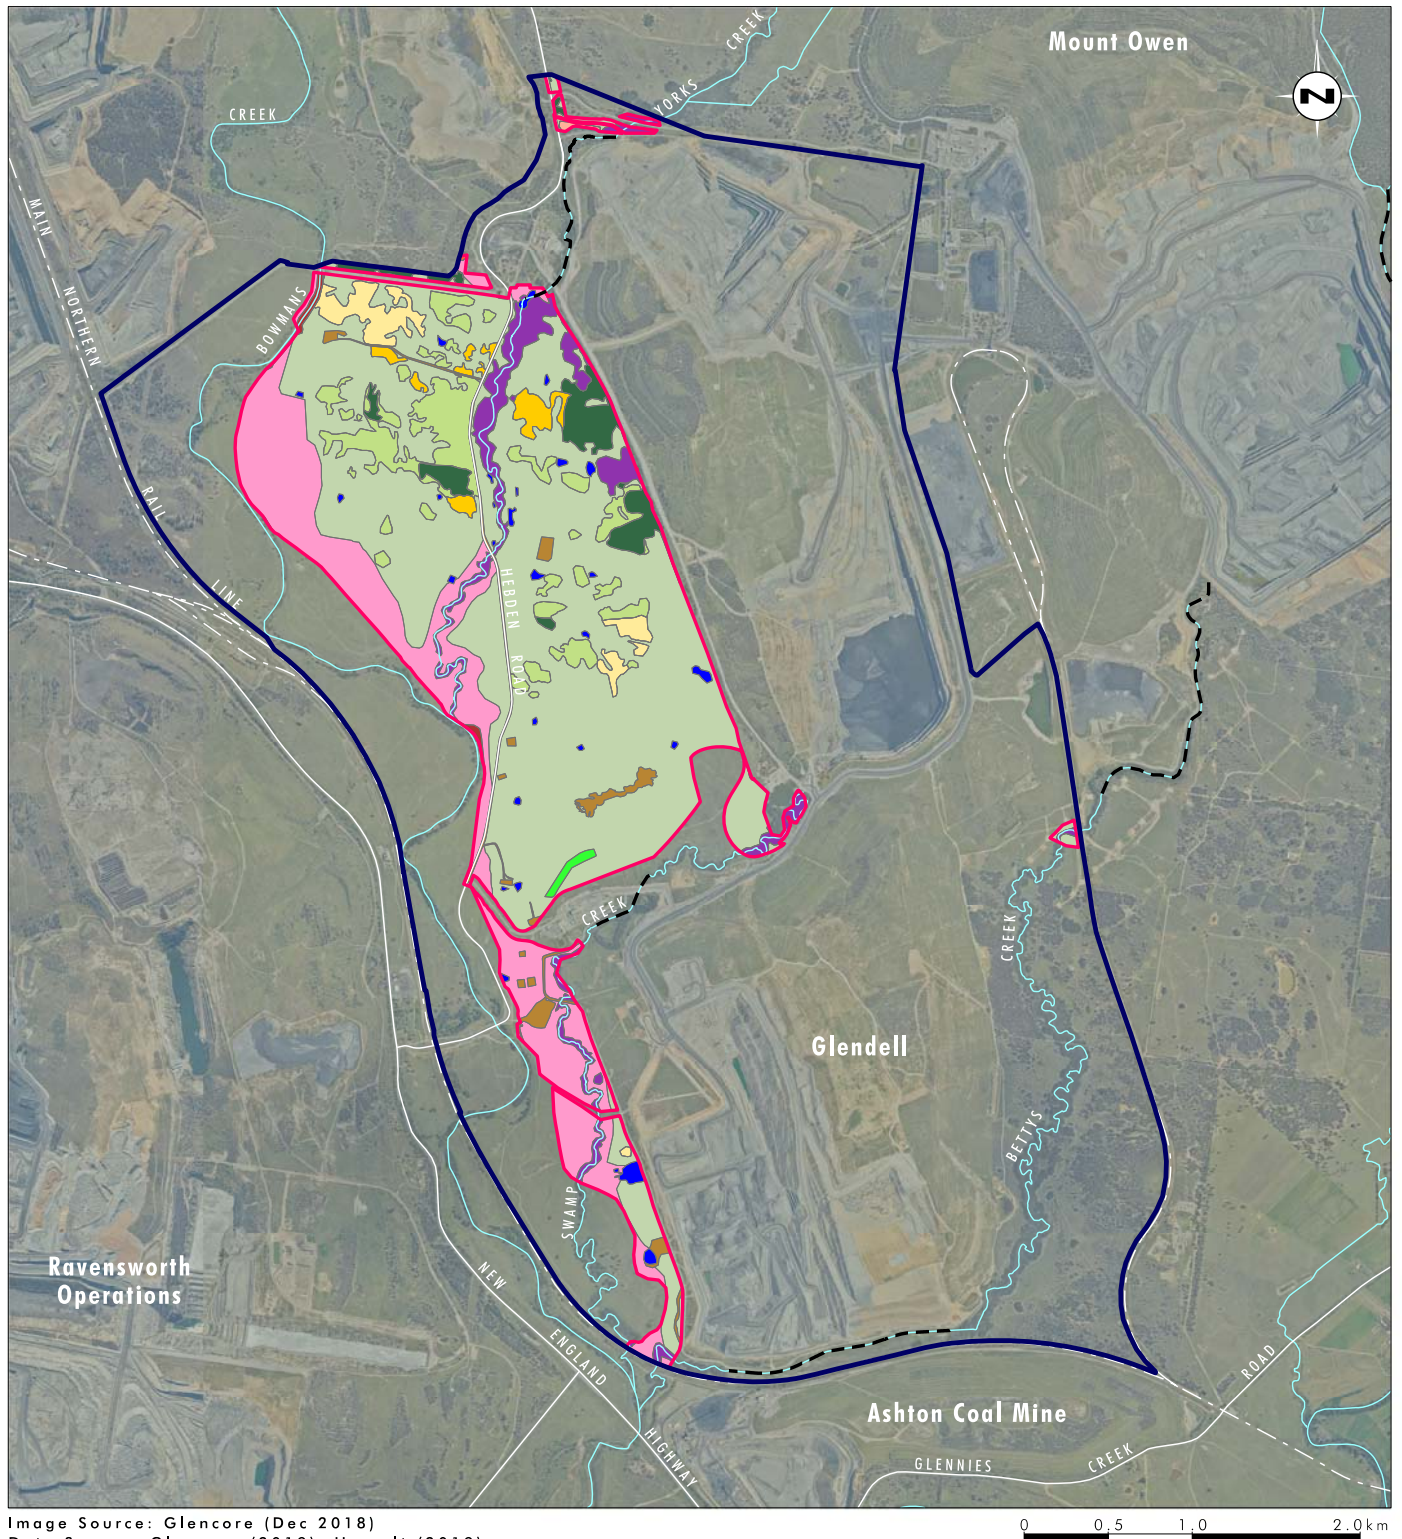 Mount Owen
CREEK
YORKS
N
CREEK
MAIN
NORTHERN
RAIL
LINE
BOWMANS
HEBDEN
ROAD
CREEK
CREEK
BETTYS
Glendell
SWAMP
Ravensworth
Operations
NEW
ENGLAND
HIGHWAY
ROAD
CREEK
GLENNIES
Ashton Coal Mine
Image Source: Glencore (Dec 2018)
0 0.5 1.0 2.0km